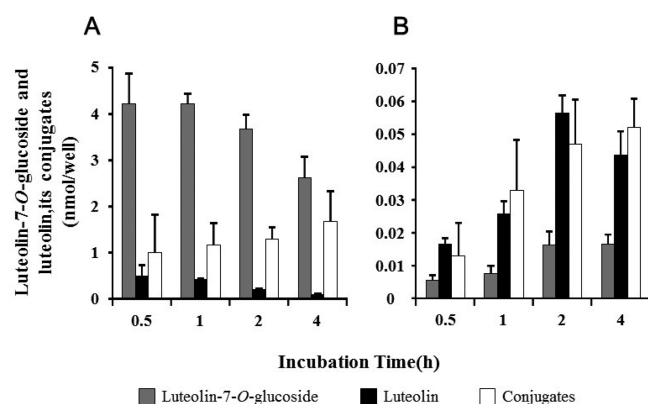 A
B
Luteolin-7-O-glucoside and
luteolin,its conjugates
(nmol/well)
5
4
3
2
1
0
0.5
1
2
4
0.07
0.06
0.05
0.04
0.03
0.02
0.01
0
0.5
1
2
4
Incubation Time(h)
Luteolin-7-O-glucoside
Luteolin
Conjugates